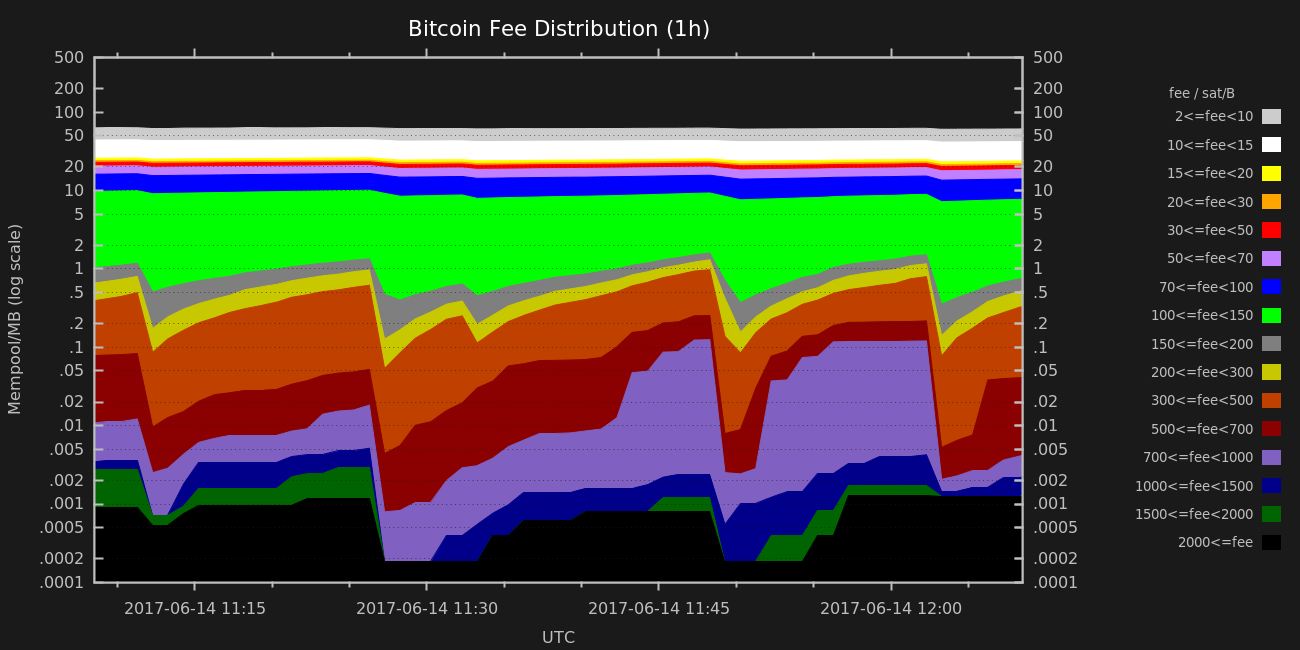 Bitcoin Fee Distribution (1h)
Mempool/MB (log scale)
500
200
100
50
20
10
5
2
1
.5
.2
.1
.05
.02
.01
.005
.002
.001
.0005
.0002
.0001
500
200
100
50
20
10
5
2
1
.5
.2
.1
.05
.02
.01
.005
.002
.001
.0005
.0002
.0001
fee / sat/B
2<=fee<10
10<=fee<15
15<=fee<20
20<=fee<30
30<=fee<50
50<=fee<70
70<=fee<100
100<=fee<150
150<=fee<200
200<=fee<300
300<=fee<500
500<=fee<700
700<=fee<1000
1000<=fee<1500
1500<=fee<2000
2000<=fee
2017-06-14 11:15 2017-06-14 11:30 2017-06-14 11:45 2017-06-14 12:00
UTC